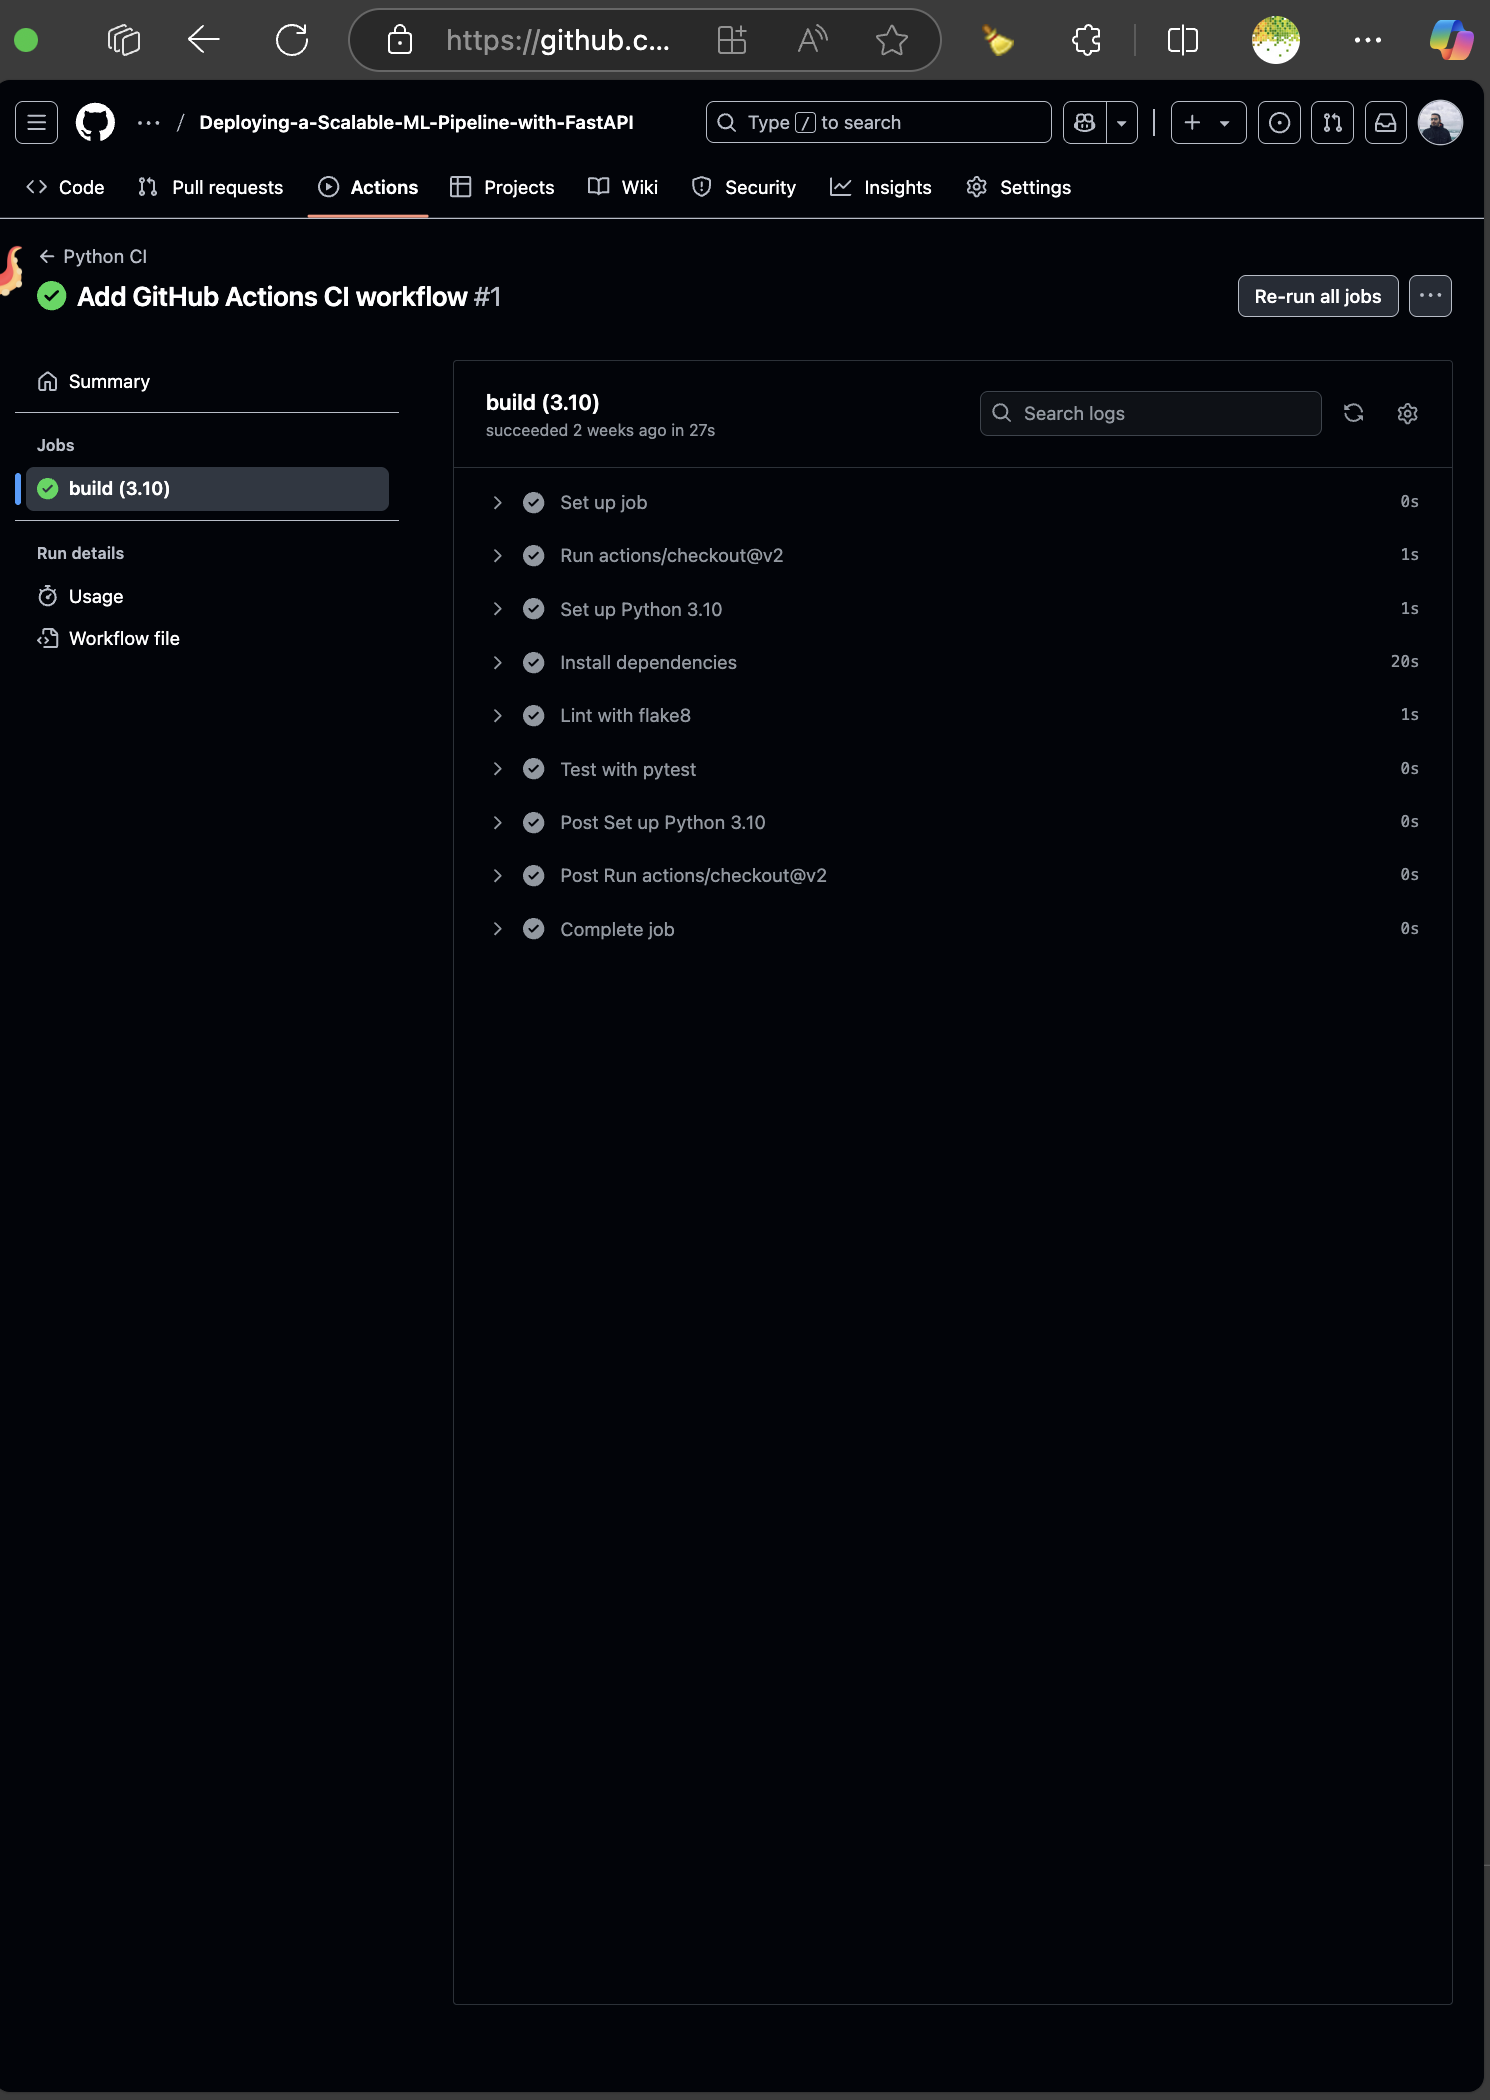 https://github.c...
Deploying-a-Scalable-ML-Pipeline-with-FastAPI
Type / to search
Code
Pull requests
Actions
Projects
Wiki
Security
Insights
Settings
Python CI
Add GitHub Actions CI workflow #1
Re-run all jobs
Summary
Jobs
build (3.10)
Run details
Usage
Workflow file
build (3.10)
succeeded 2 weeks ago in 27s
Search logs
Set up job 0s
Run actions/checkout@v2 1s
Set up Python 3.10 1s
Install dependencies 20s
Lint with flake8 1s
Test with pytest 0s
Post Set up Python 3.10 0s
Post Run actions/checkout@v2 0s
Complete job 0s